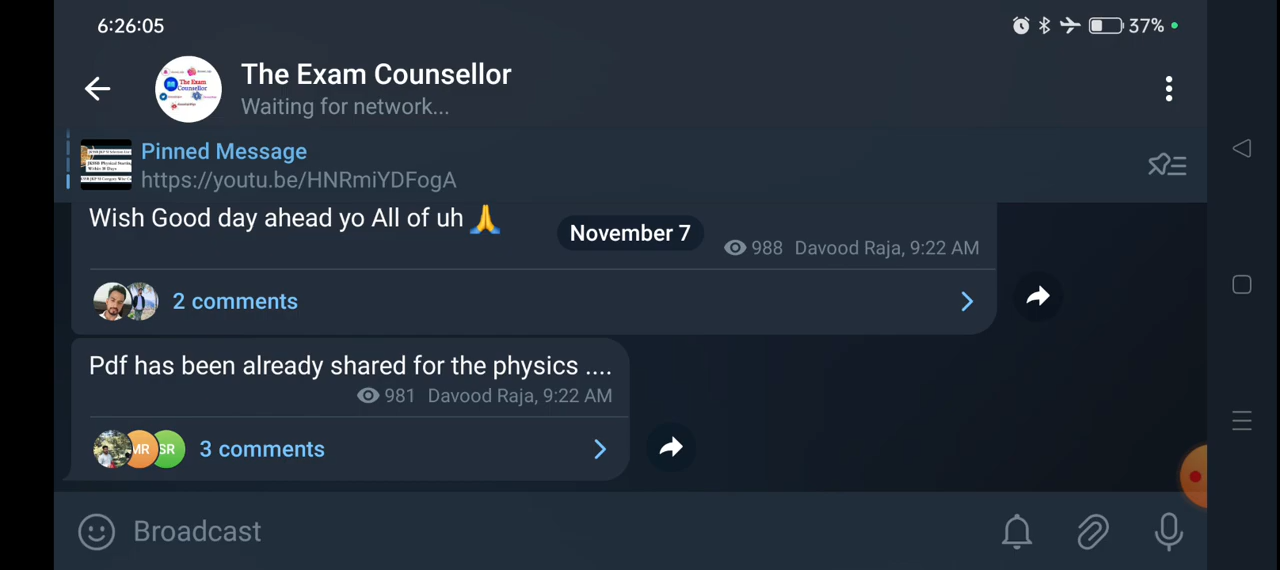 6:26:05
37%
The Exam Counsellor
Waiting for network...
Pinned Message
https://youtu.be/HNRmiYDFogA
Wish Good day ahead yo All of uh 🙏
November 7
988 Davood Raja, 9:22 AM
2 comments
Pdf has been already shared for the physics ....
981 Davood Raja, 9:22 AM
MR
SR
3 comments
Broadcast